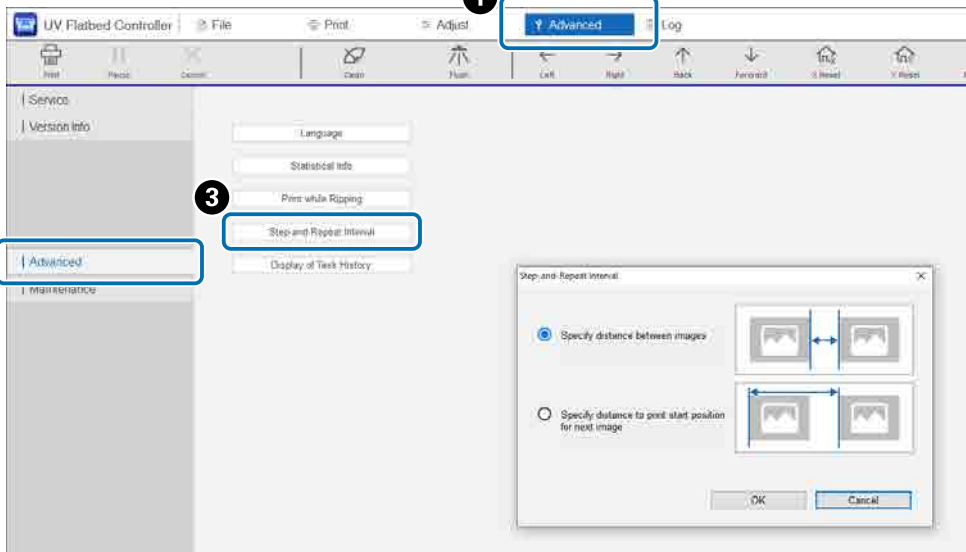 1
UV Flatbed Controller File Print Adjust Advanced Log
Print Pause Cancel Clean Flush Left Right Back Forward X Reset Y Reset
Service
Version Info
Language
Statistical Info
3
Print while Ripping
Step-and-Repeat Interval
Advanced
Display of Task History
Maintenance
Step-and-Repeat Interval
Specify distance between images
Specify distance to print start position
for next image
OK Cancel